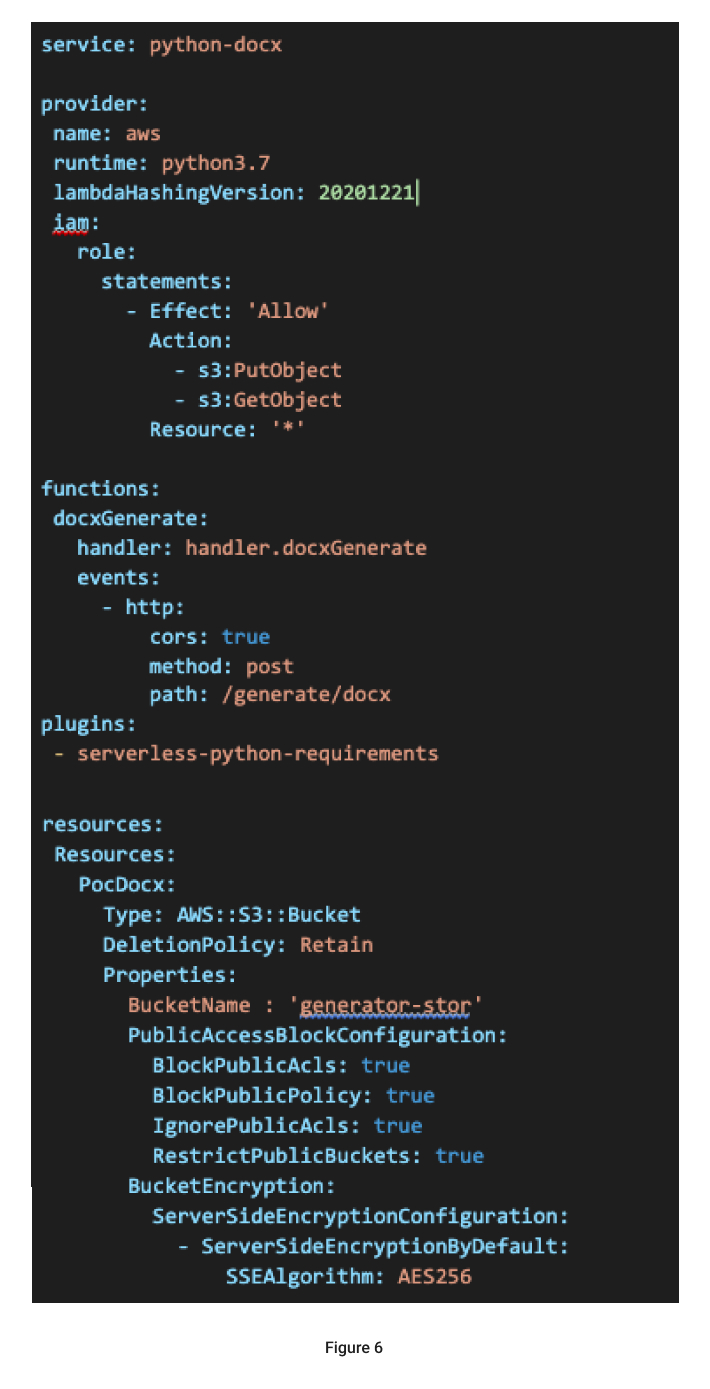 service: python-docx
provider:
name: aws
runtime: python3.7
lambdaHashingVersion: 20201221
iam:
role:
statements:
- Effect: 'Allow'
Action:
- s3:PutObject
- s3:GetObject
Resource: '*'
functions:
docxGenerate:
handler: handler.docxGenerate
events:
- http:
cors: true
method: post
path: /generate/docx
plugins:
- serverless-python-requirements
resources:
Resources:
PocDocx:
Type: AWS::S3::Bucket
DeletionPolicy: Retain
Properties:
BucketName : 'generator-stor'
PublicAccessBlockConfiguration:
BlockPublicAcls: true
BlockPublicPolicy: true
IgnorePublicAcls: true
RestrictPublicBuckets: true
BucketEncryption:
ServerSideEncryptionConfiguration:
- ServerSideEncryptionByDefault:
SSEAlgorithm: AES256
Figure 6